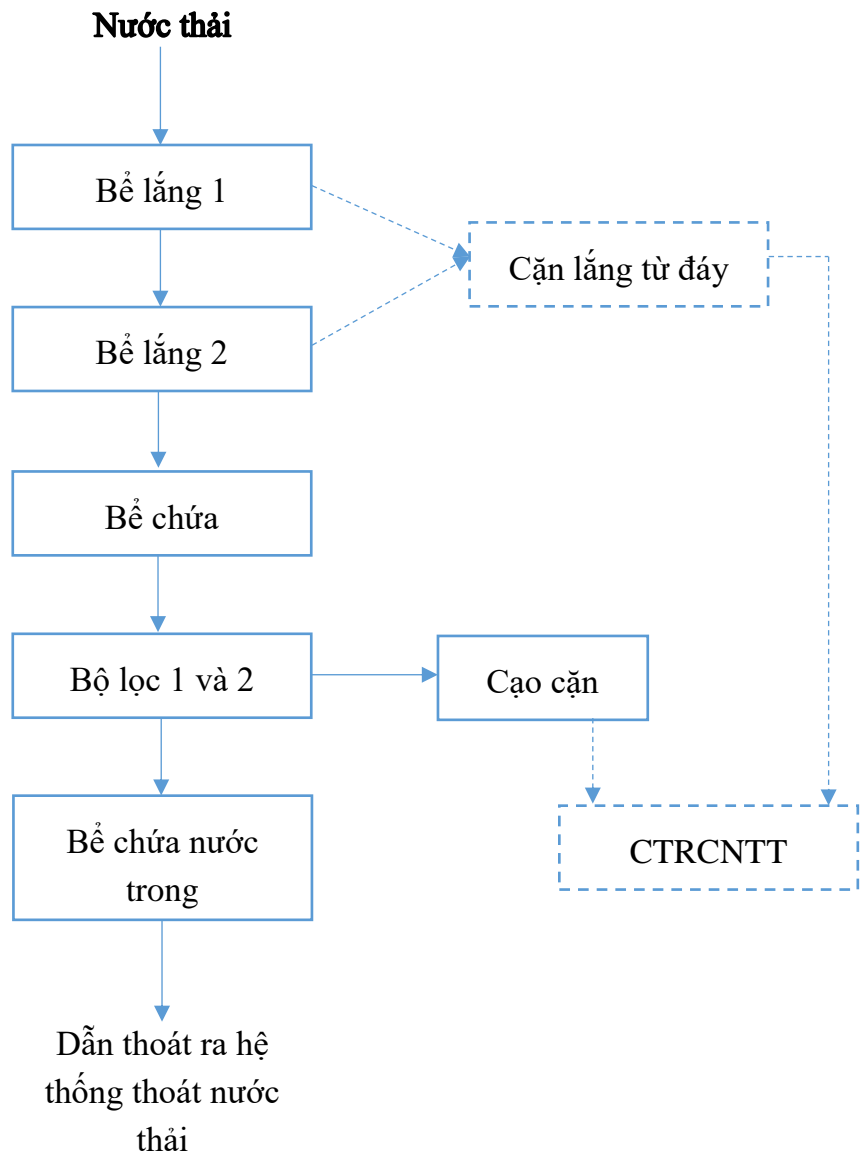 Nước thải
Bể lắng 1
Cặn lắng từ đáy
Bể lắng 2
Bể chứa
Bộ lọc 1 và 2
Cạo cặn
Bể chứa nước
trong
CTRCNTT
Dẫn thoát ra hệ
thống thoát nước
thải